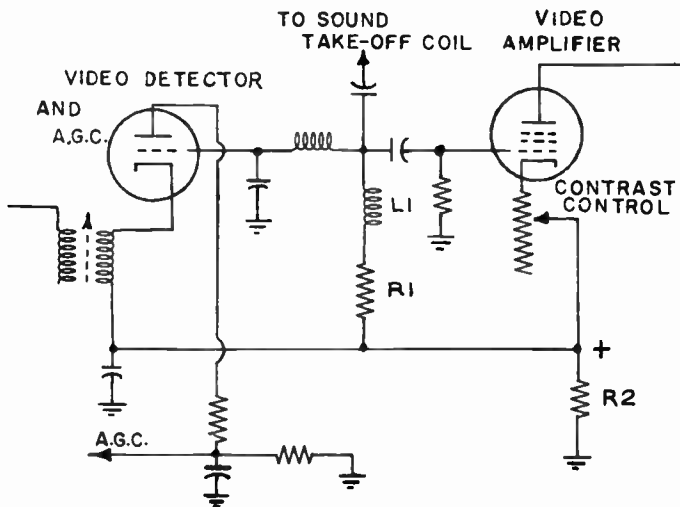 TO SOUND
TAKE-OFF COIL
VIDEO
AMPLIFIER
VIDEO DETECTOR
AND
A.G.C.
L1
CONTRAST
CONTROL
R1
+
R2
A.G.C.